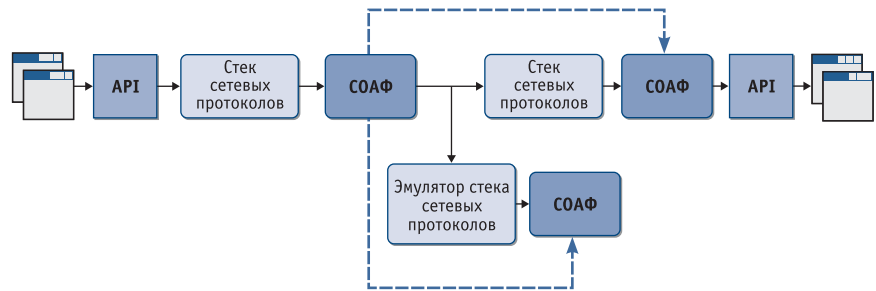 API
Стек
сетевых
протоколов
СОАФ
Стек
сетевых
протоколов
СОАФ
API
Эмулятор стека
сетевых
протоколов
СОАФ